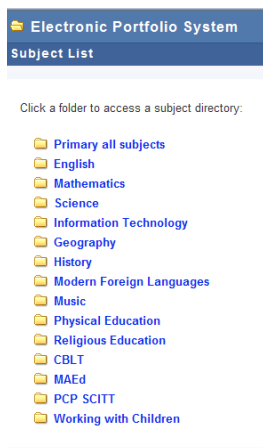 Electronic Portfolio System
Subject List
Click a folder to access a subject directory:
Primary all subjects
English
Mathematics
Science
Information Technology
Geography
History
Modern Foreign Languages
Music
Physical Education
Religious Education
CBLT
MAEd
PCP SCITT
Working with Children